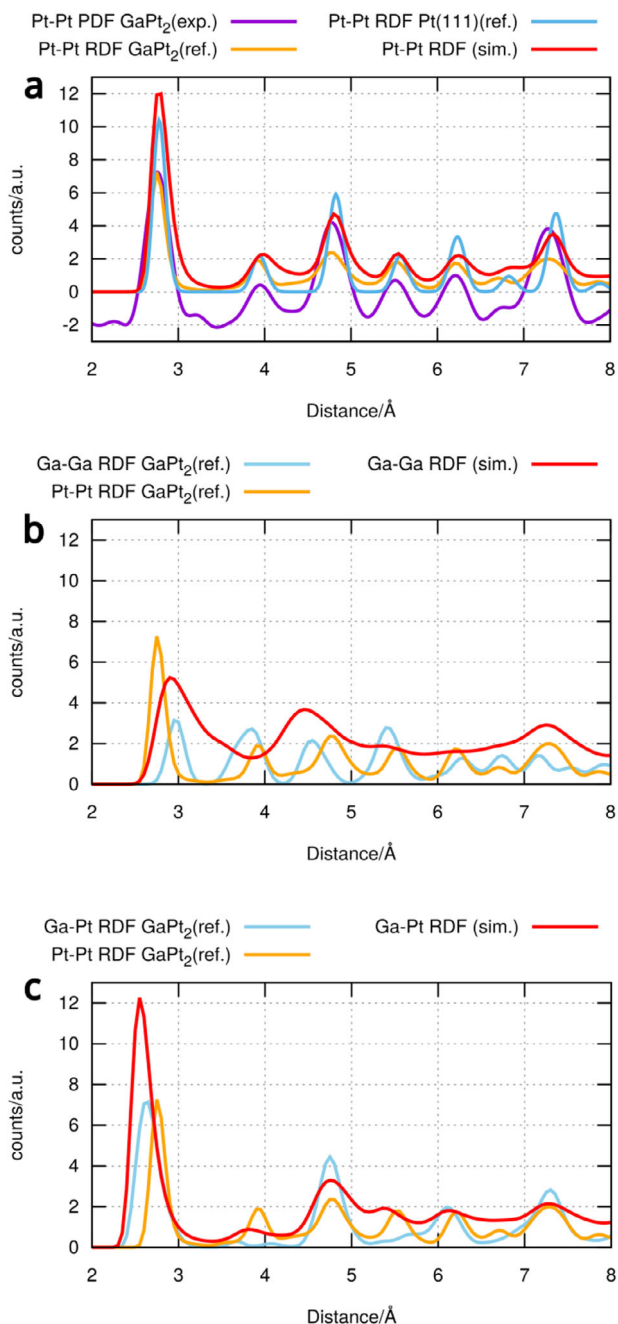 Pt-Pt PDF GaPt2(exp.) Pt-Pt RDF Pt(111)(ref.)
Pt-Pt RDF GaPt2(ref.) Pt-Pt RDF (sim.)
a
12
10
8
6
4
2
0
-2
counts/a.u.
2 3 4 5 6 7 8
Distance/Å
Ga-Ga RDF GaPt2(ref.) Ga-Ga RDF (sim.)
Pt-Pt RDF GaPt2(ref.)
b
12
10
8
6
4
2
0
counts/a.u.
2 3 4 5 6 7 8
Distance/Å
Ga-Pt RDF GaPt2(ref.) Ga-Pt RDF (sim.)
Pt-Pt RDF GaPt2(ref.)
c
12
10
8
6
4
2
0
counts/a.u.
2 3 4 5 6 7 8
Distance/Å